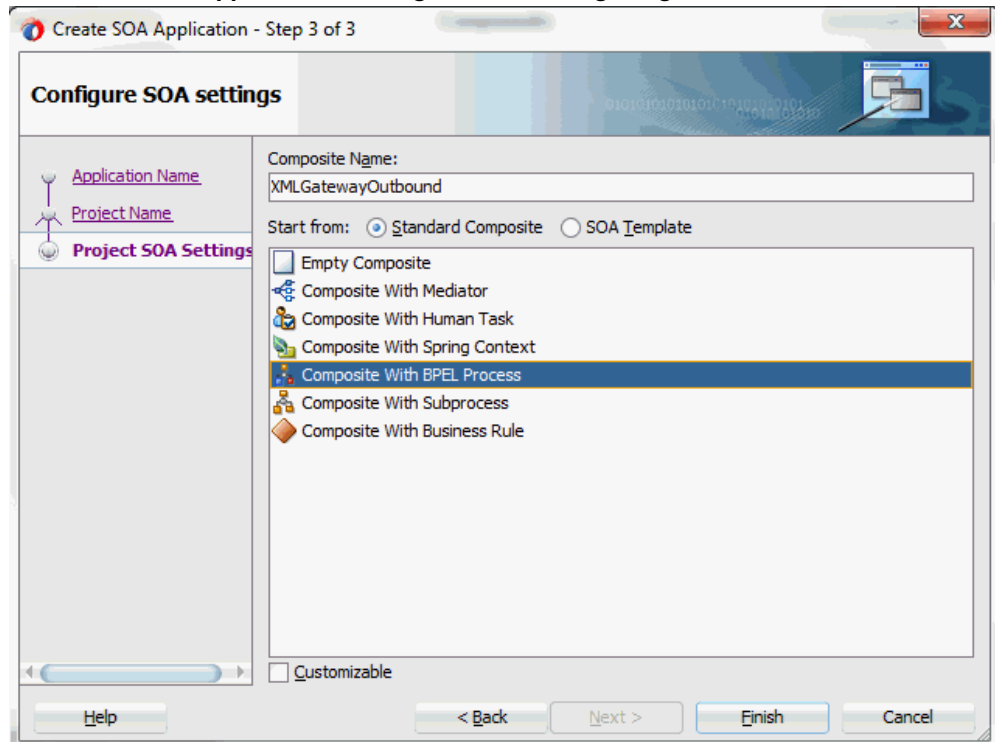 Create SOA Application - Step 3 of 3
X
Configure SOA settings
Application Name
Project Name
Project SOA Settings
Composite Name:
XMLGatewayOutbound
Start from: Standard Composite SOA Template
Empty Composite
Composite With Mediator
Composite With Human Task
Composite With Spring Context
Composite With BPEL Process
Composite With Subprocess
Composite With Business Rule
Customizable
Help < Back Next > Finish Cancel